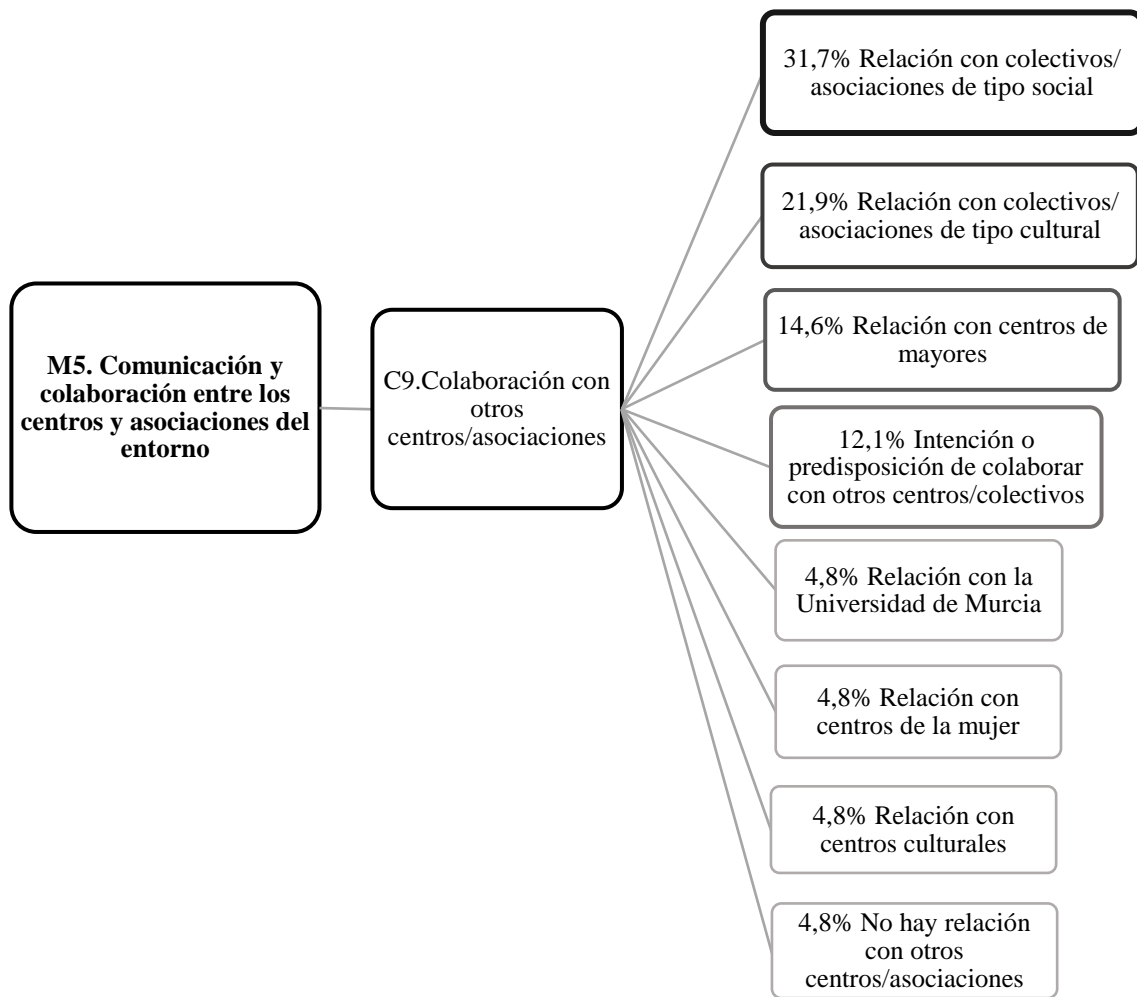 M5. Comunicación y
colaboración entre los
centros y asociaciones del
entorno
C9.Colaboración con
otros
centros/asociaciones
31,7% Relación con colectivos/
asociaciones de tipo social
21,9% Relación con colectivos/
asociaciones de tipo cultural
14,6% Relación con centros de
mayores
12,1% Intención o
predisposición de colaborar
con otros centros/colectivos
4,8% Relación con la
Universidad de Murcia
4,8% Relación con
centros de la mujer
4,8% Relación con
centros culturales
4,8% No hay relación
con otros
centros/asociaciones